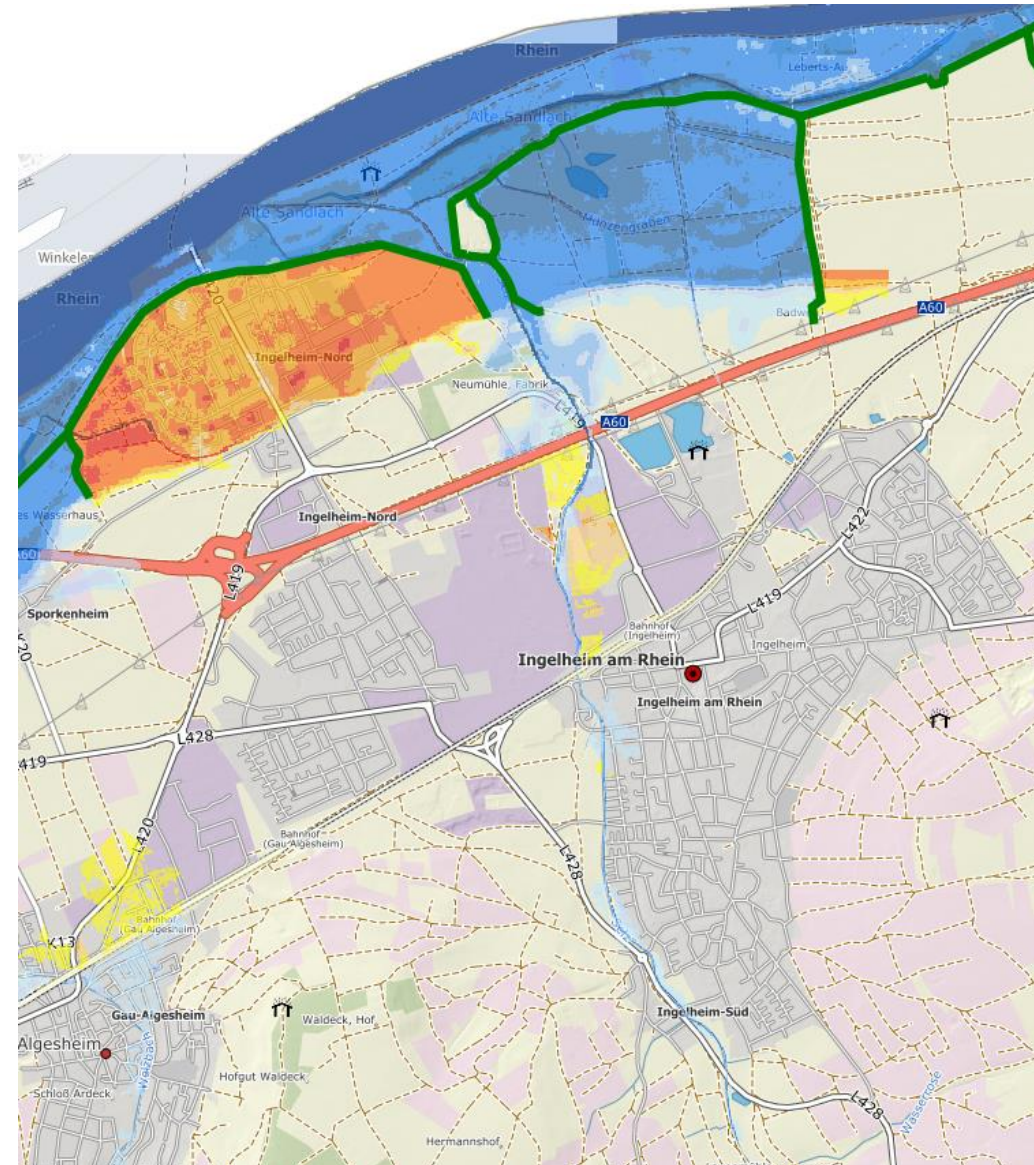 Rhein
Leberts-Au
Alte Sandlach
Alte Sandlach
Münzengraben
Winkeler
Rhein
Badw
A60
Ingelheim-Nord
Neumühle, Fabrik
L419
A60
es Wasserhaus
Ingelheim-Nord
L422
A60
L419
Sporkenheim
L419
Bahnhof
(Ingelheim)
Ingelheim
K20
Ingelheim am Rhein
Ingelheim am Rhein
L428
419
L420
Bahnhof
(Gau Algesheim)
L428
Bahnhof
(Gau Algesheim)
K13
Gau-Algesheim
Waldeck, Hof
Ingelheim-Süd
Algesheim
Welzbach
Hofgut Waldeck
Schloß Ardeck
L428
Wasserrose
Hermannshof